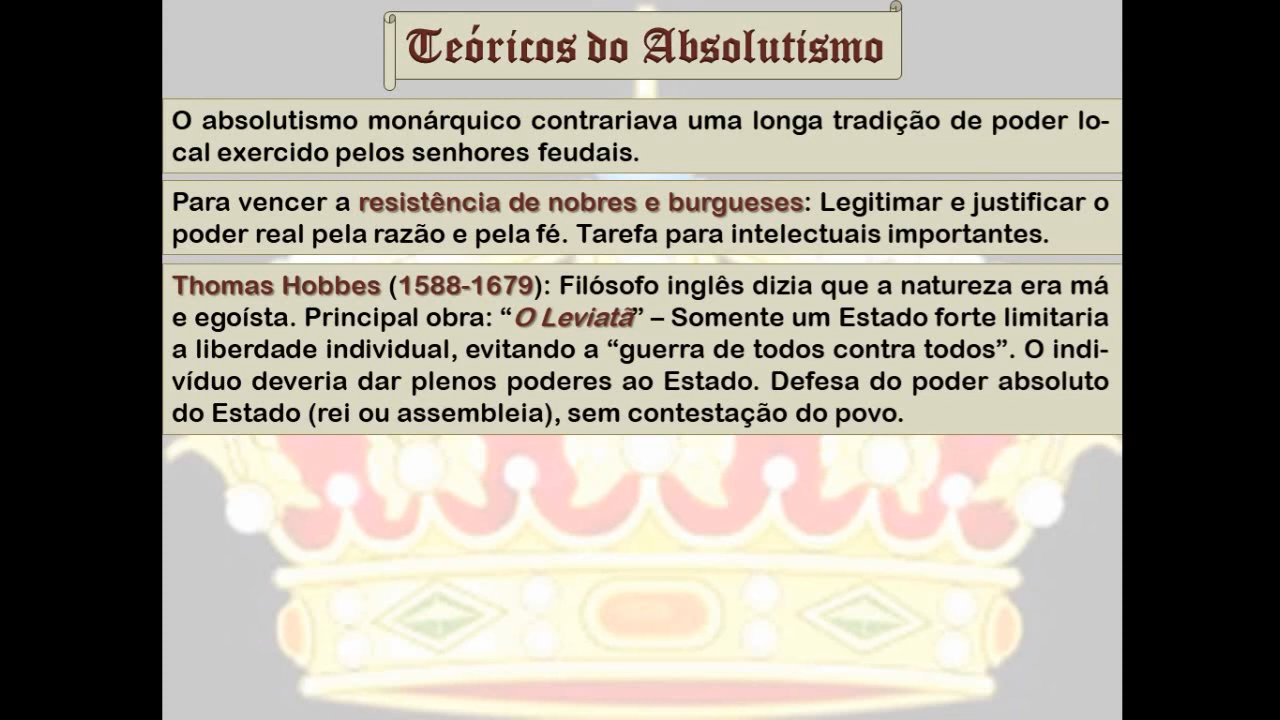 Teóricos do Absolutismo
O absolutismo monárquico contrariava uma longa tradição de poder lo-
cal exercido pelos senhores feudais.
Para vencer a resistência de nobres e burgueses: Legitimar e justificar o
poder real pela razão e pela fé. Tarefa para intelectuais importantes.
Thomas Hobbes (1588-1679): Filósofo inglês dizia que a natureza era má
e egoísta. Principal obra: “O Leviatã” – Somente um Estado forte limitaria
a liberdade individual, evitando a “guerra de todos contra todos”. O indi-
víduo deveria dar plenos poderes ao Estado. Defesa do poder absoluto
do Estado (rei ou assembleia), sem contestação do povo.